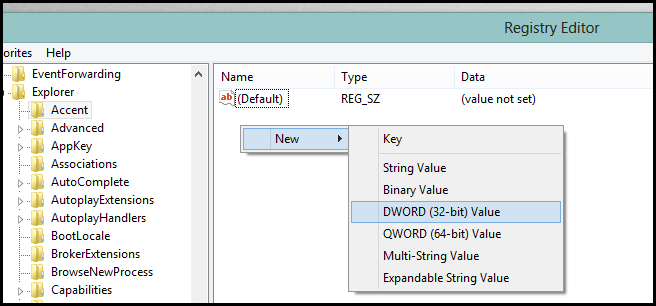 Registry Editor
orites Help
EventForwarding
Explorer
Accent
Advanced
AppKey
Associations
AutoComplete
AutoplayExtensions
AutoplayHandlers
BootLocale
BrokerExtensions
BrowseNewProcess
Capabilities
Name Type Data
ab (Default) REG_SZ (value not set)
New
Key
String Value
Binary Value
DWORD (32-bit) Value
QWORD (64-bit) Value
Multi-String Value
Expandable String Value